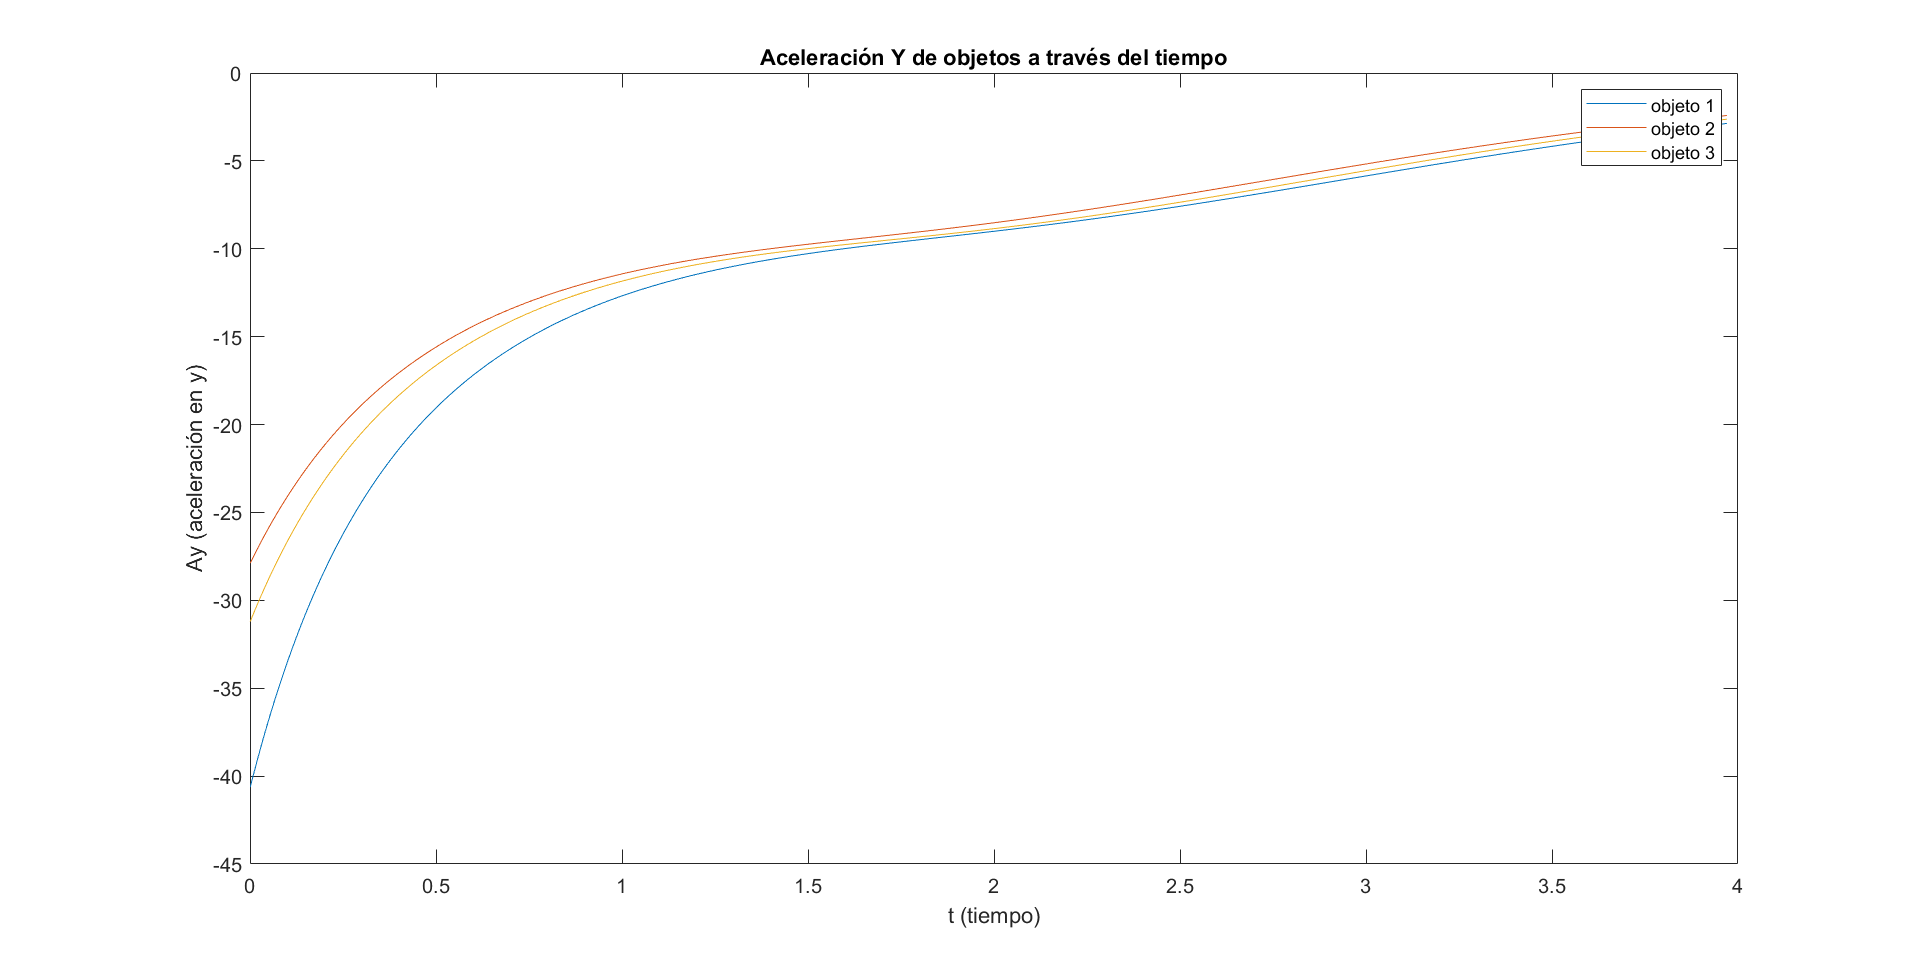 Aceleración Y de objetos a través del tiempo
0
-5
-10
-15
-20
-25
-30
-35
-40
-45
Ay (aceleración en y)
objeto 1
objeto 2
objeto 3
0 0.5 1 1.5 2 2.5 3 3.5 4
t (tiempo)